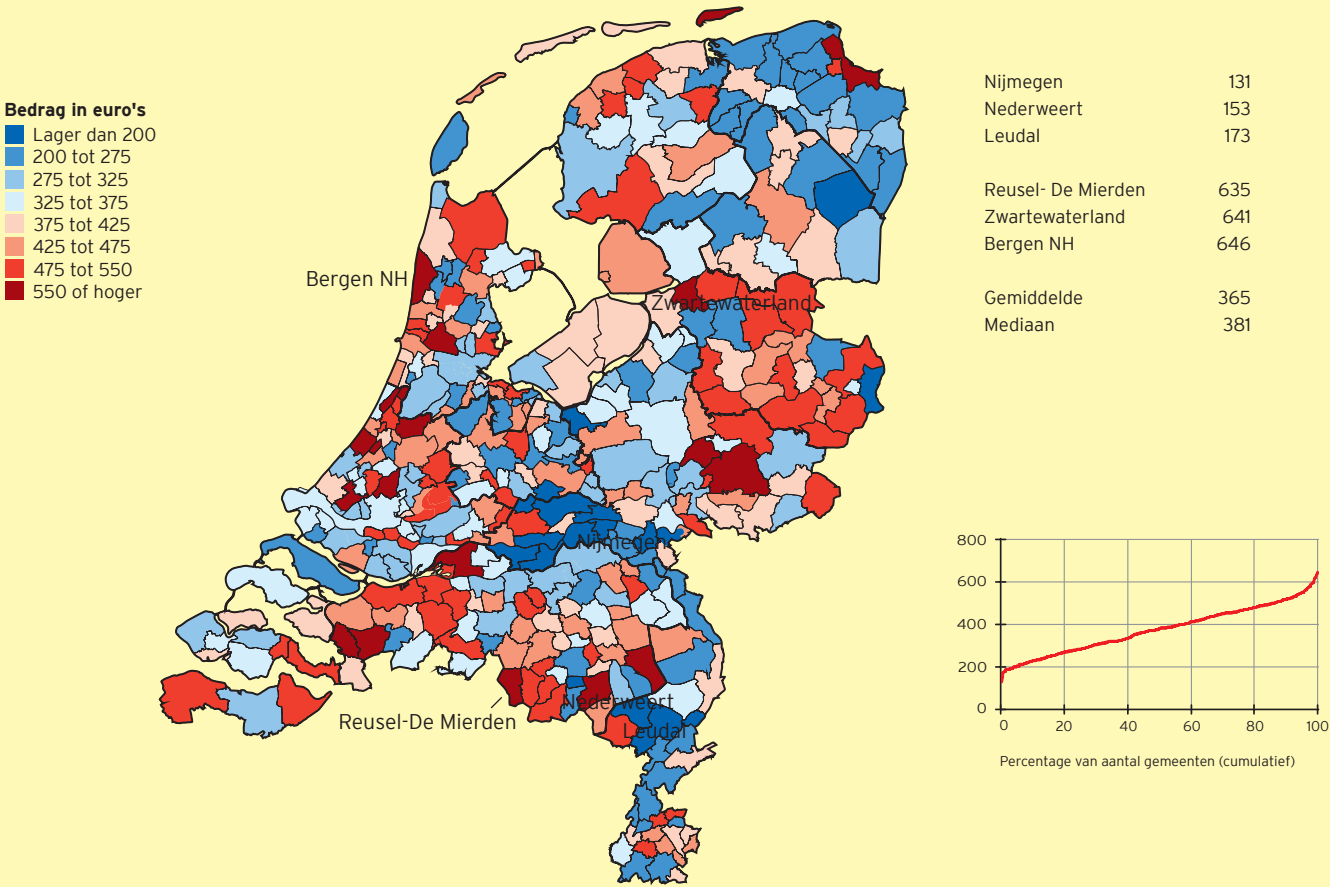 Bedrag in euro's
Lager dan 200
200 tot 275
275 tot 325
325 tot 375
375 tot 425
425 tot 475
475 tot 550
550 of hoger
Bergen NH
Zwartewaterland
Nijmegen
Nederweert
Leudal
Reusel-De Mierden
Nijmegen 131
Nederweert 153
Leudal 173
Reusel- De Mierden 635
Zwartewaterland 641
Bergen NH 646
Gemiddelde 365
Mediaan 381
800
600
400
200
0
0 20 40 60 80 100
Percentage van aantal gemeenten (cumulatief)